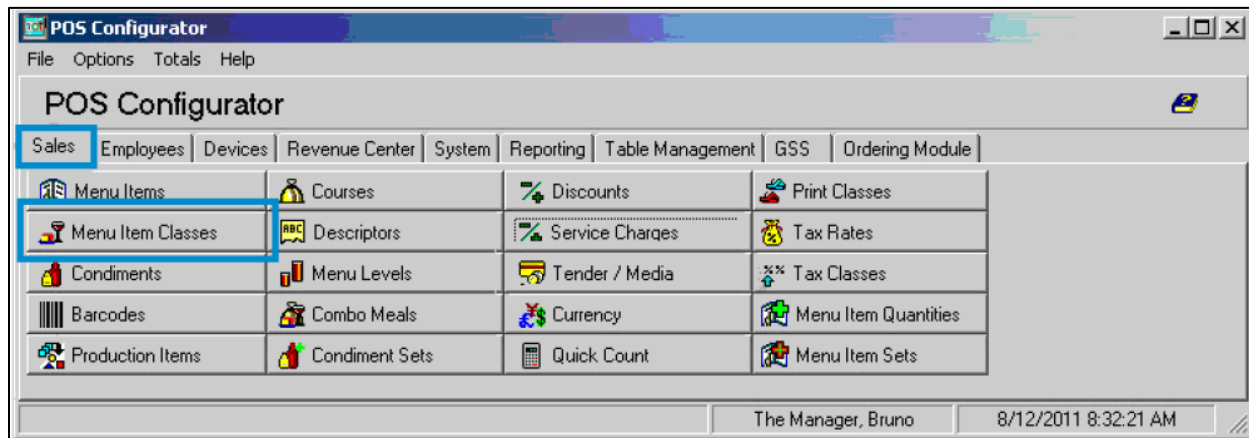 POS Configurator
File Options Totals Help
POS Configurator
Sales Employees Devices Revenue Center System Reporting Table Management GSS Ordering Module
Menu Items Courses Discounts Print Classes
Menu Item Classes ABC Descriptors Service Charges Tax Rates
Condiments Menu Levels Tender / Media Tax Classes
Barcodes Combo Meals Currency Menu Item Quantities
Production Items Condiment Sets Quick Count Menu Item Sets
The Manager, Bruno 8/12/2011 8:32:21 AM